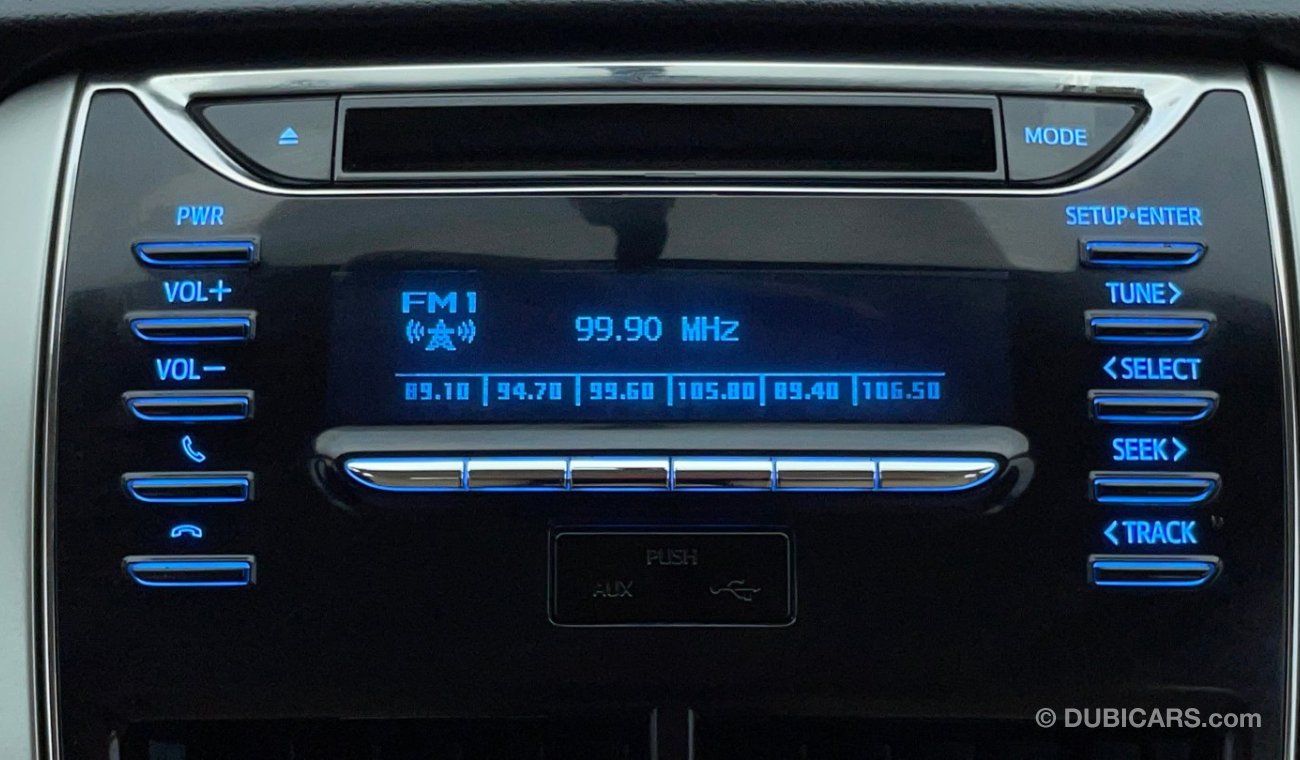 MODE
PWR
SETUP•ENTER
VOL+
TUNE>
FM1
99.90 MHz
VOL−
<SELECT
89.10 | 94.70 | 99.60 | 105.80 | 89.40 | 106.50
SEEK>
<TRACK
PUSH
AUX
© DUBICARS.com